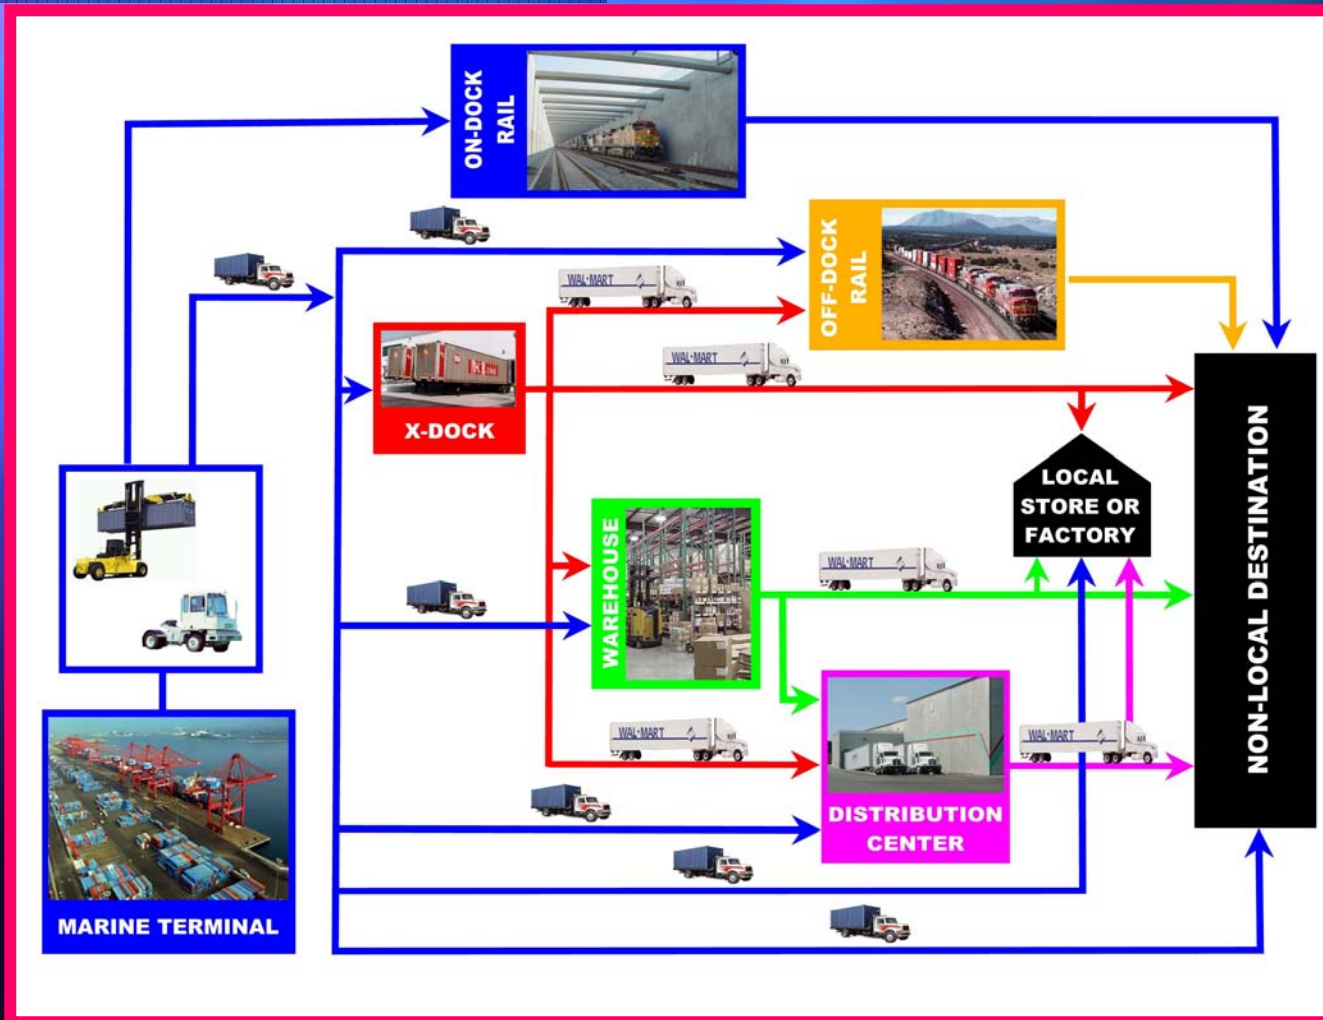 ON-DOCK
RAIL
OFF-DOCK
RAIL
WAL-MART
WAL-MART
X-DOCK
LOCAL
STORE OR
FACTORY
NON-LOCAL DESTINATION
WAREHOUSE
WAL-MART
WAL-MART
WAL-MART
DISTRIBUTION
CENTER
MARINE TERMINAL